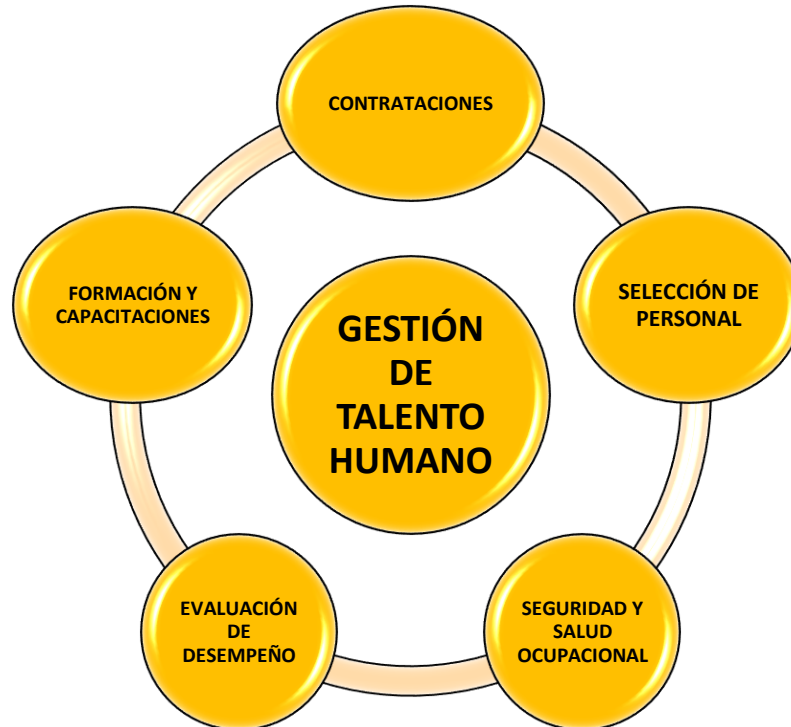 CONTRATACIONES
FORMACIÓN Y
CAPACITACIONES
SELECCIÓN DE
PERSONAL
GESTIÓN
DE
TALENTO
HUMANO
EVALUACIÓN
DE
DESEMPEÑO
SEGURIDAD Y
SALUD
OCUPACIONAL